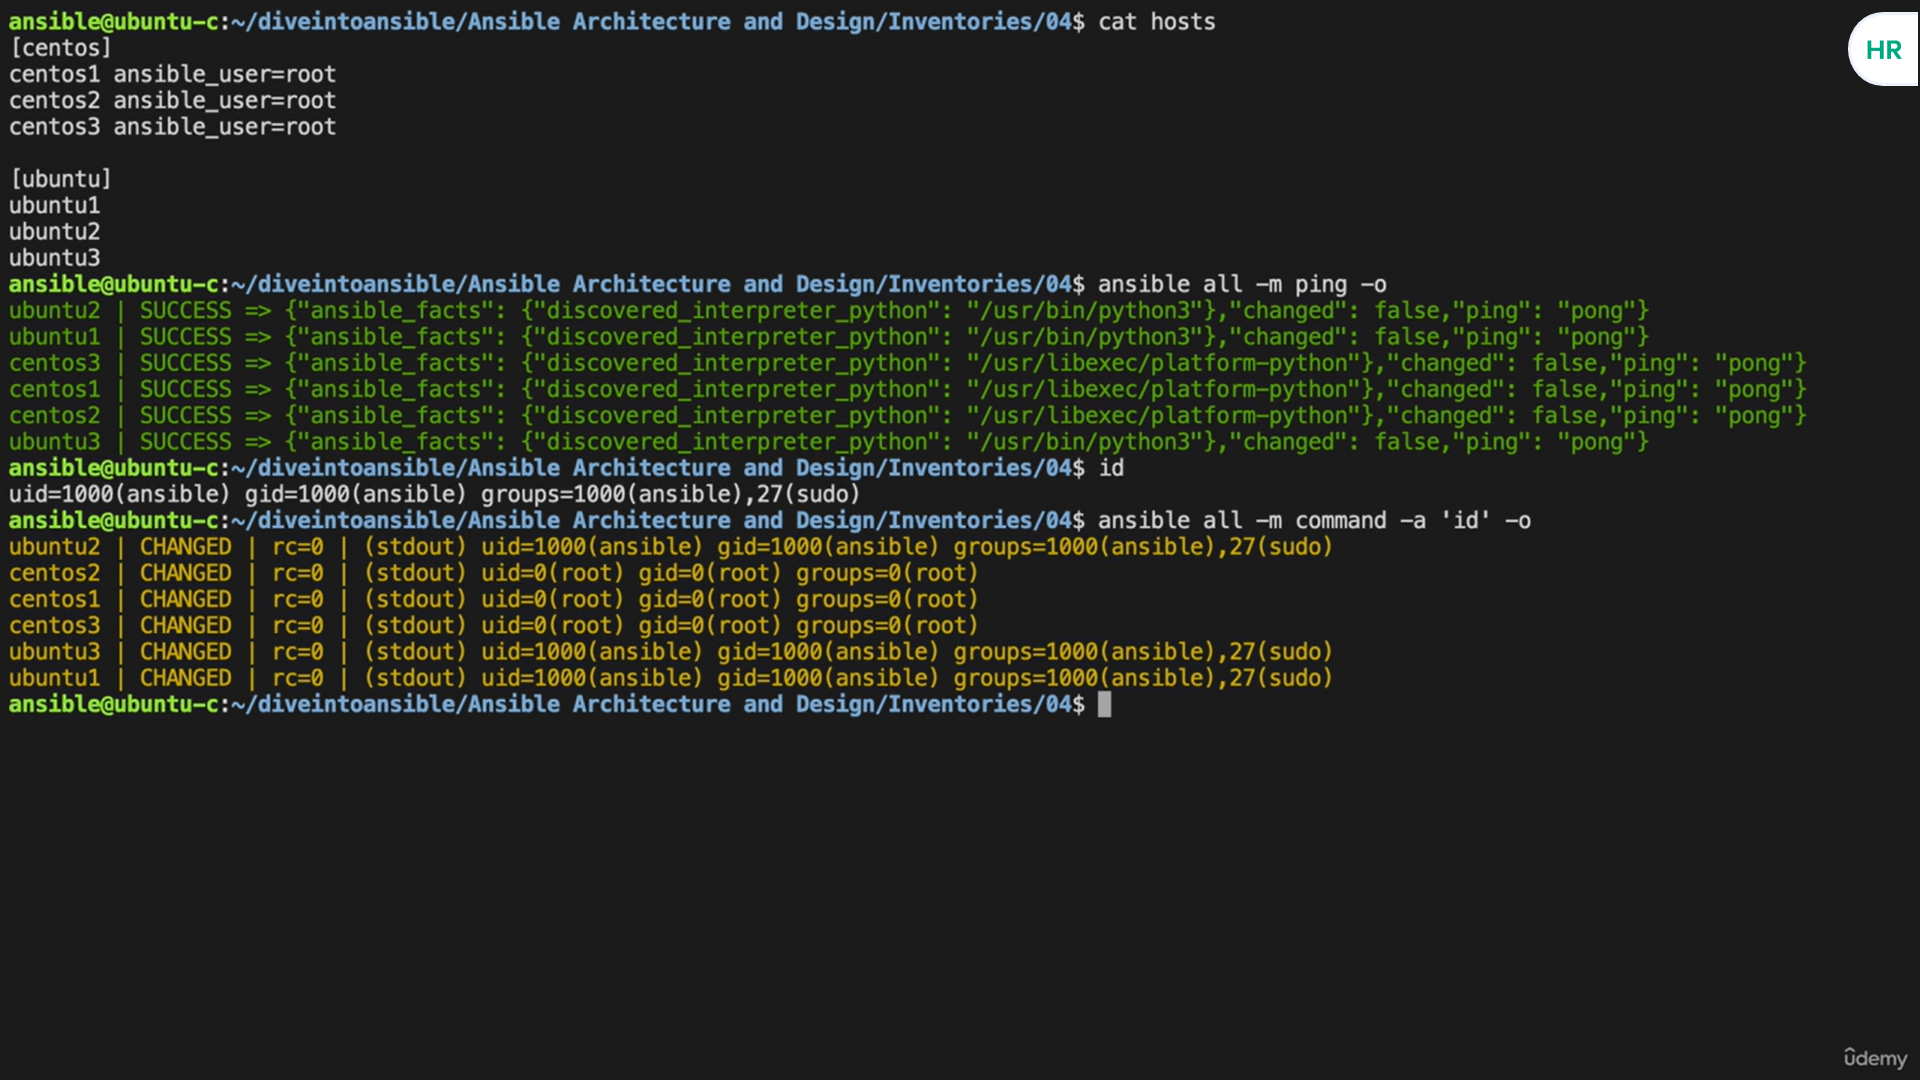 ansible@ubuntu-c:~/diveintoansible/Ansible Architecture and Design/Inventories/04$ cat hosts
[centos]
centos1 ansible_user=root
centos2 ansible_user=root
centos3 ansible_user=root
[ubuntu]
ubuntu1
ubuntu2
ubuntu3
ansible@ubuntu-c:~/diveintoansible/Ansible Architecture and Design/Inventories/04$ ansible all -m ping -o
ubuntu2 | SUCCESS => {"ansible_facts": {"discovered_interpreter_python": "/usr/bin/python3"},"changed": false,"ping": "pong"}
ubuntu1 | SUCCESS => {"ansible_facts": {"discovered_interpreter_python": "/usr/bin/python3"},"changed": false,"ping": "pong"}
centos3 | SUCCESS => {"ansible_facts": {"discovered_interpreter_python": "/usr/libexec/platform-python"},"changed": false,"ping": "pong"}
centos1 | SUCCESS => {"ansible_facts": {"discovered_interpreter_python": "/usr/libexec/platform-python"},"changed": false,"ping": "pong"}
centos2 | SUCCESS => {"ansible_facts": {"discovered_interpreter_python": "/usr/libexec/platform-python"},"changed": false,"ping": "pong"}
ubuntu3 | SUCCESS => {"ansible_facts": {"discovered_interpreter_python": "/usr/bin/python3"},"changed": false,"ping": "pong"}
ansible@ubuntu-c:~/diveintoansible/Ansible Architecture and Design/Inventories/04$ id
uid=1000(ansible) gid=1000(ansible) groups=1000(ansible),27(sudo)
ansible@ubuntu-c:~/diveintoansible/Ansible Architecture and Design/Inventories/04$ ansible all -m command -a 'id' -o
ubuntu2 | CHANGED | rc=0 | (stdout) uid=1000(ansible) gid=1000(ansible) groups=1000(ansible),27(sudo)
centos2 | CHANGED | rc=0 | (stdout) uid=0(root) gid=0(root) groups=0(root)
centos1 | CHANGED | rc=0 | (stdout) uid=0(root) gid=0(root) groups=0(root)
centos3 | CHANGED | rc=0 | (stdout) uid=0(root) gid=0(root) groups=0(root)
ubuntu3 | CHANGED | rc=0 | (stdout) uid=1000(ansible) gid=1000(ansible) groups=1000(ansible),27(sudo)
ubuntu1 | CHANGED | rc=0 | (stdout) uid=1000(ansible) gid=1000(ansible) groups=1000(ansible),27(sudo)
ansible@ubuntu-c:~/diveintoansible/Ansible Architecture and Design/Inventories/04$
HR
ûdemy